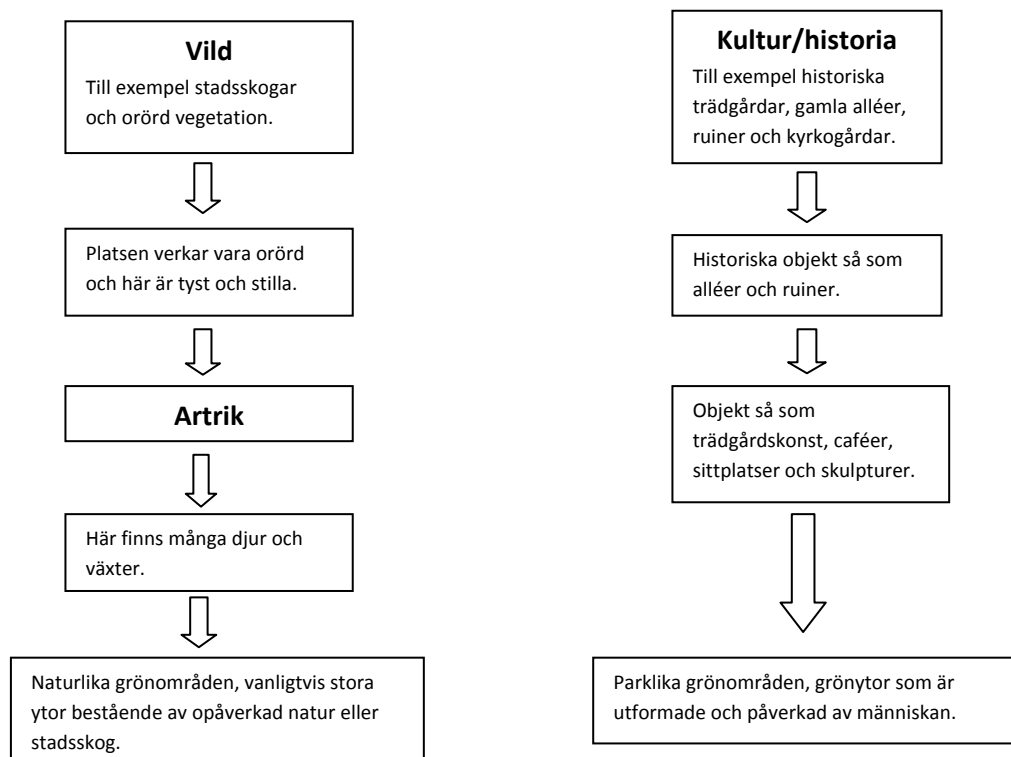 Vild
Till exempel stadsskogar
och orörd vegetation.
Platsen verkar vara orörd
och här är tyst och stilla.
Artrik
Här finns många djur och
växter.
Naturlika grönområden, vanligtvis stora
ytor bestående av opåverkad natur eller
stadsskog.
Kultur/historia
Till exempel historiska
trädgårdar, gamla alléer,
ruiner och kyrkogårdar.
Historiska objekt så som
alléer och ruiner.
Objekt så som
trädgårdskonst, caféer,
sittplatser och skulpturer.
Parklika grönområden, grönytor som är
utformade och påverkad av människan.